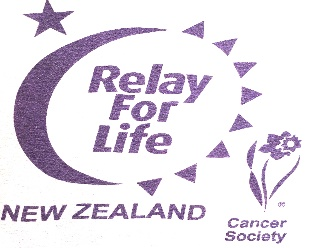 Relay
For
Life
NEW ZEALAND
Cancer
Society